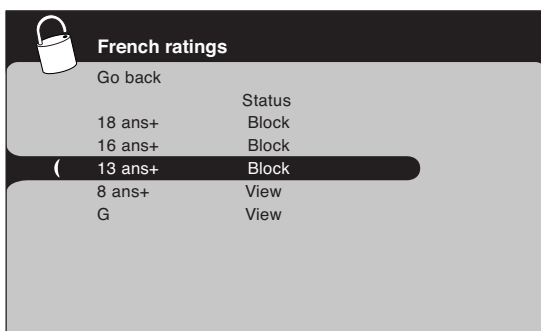 French ratings
Go back
Status
18 ans+ Block
16 ans+ Block
13 ans+ Block
8 ans+ View
G View